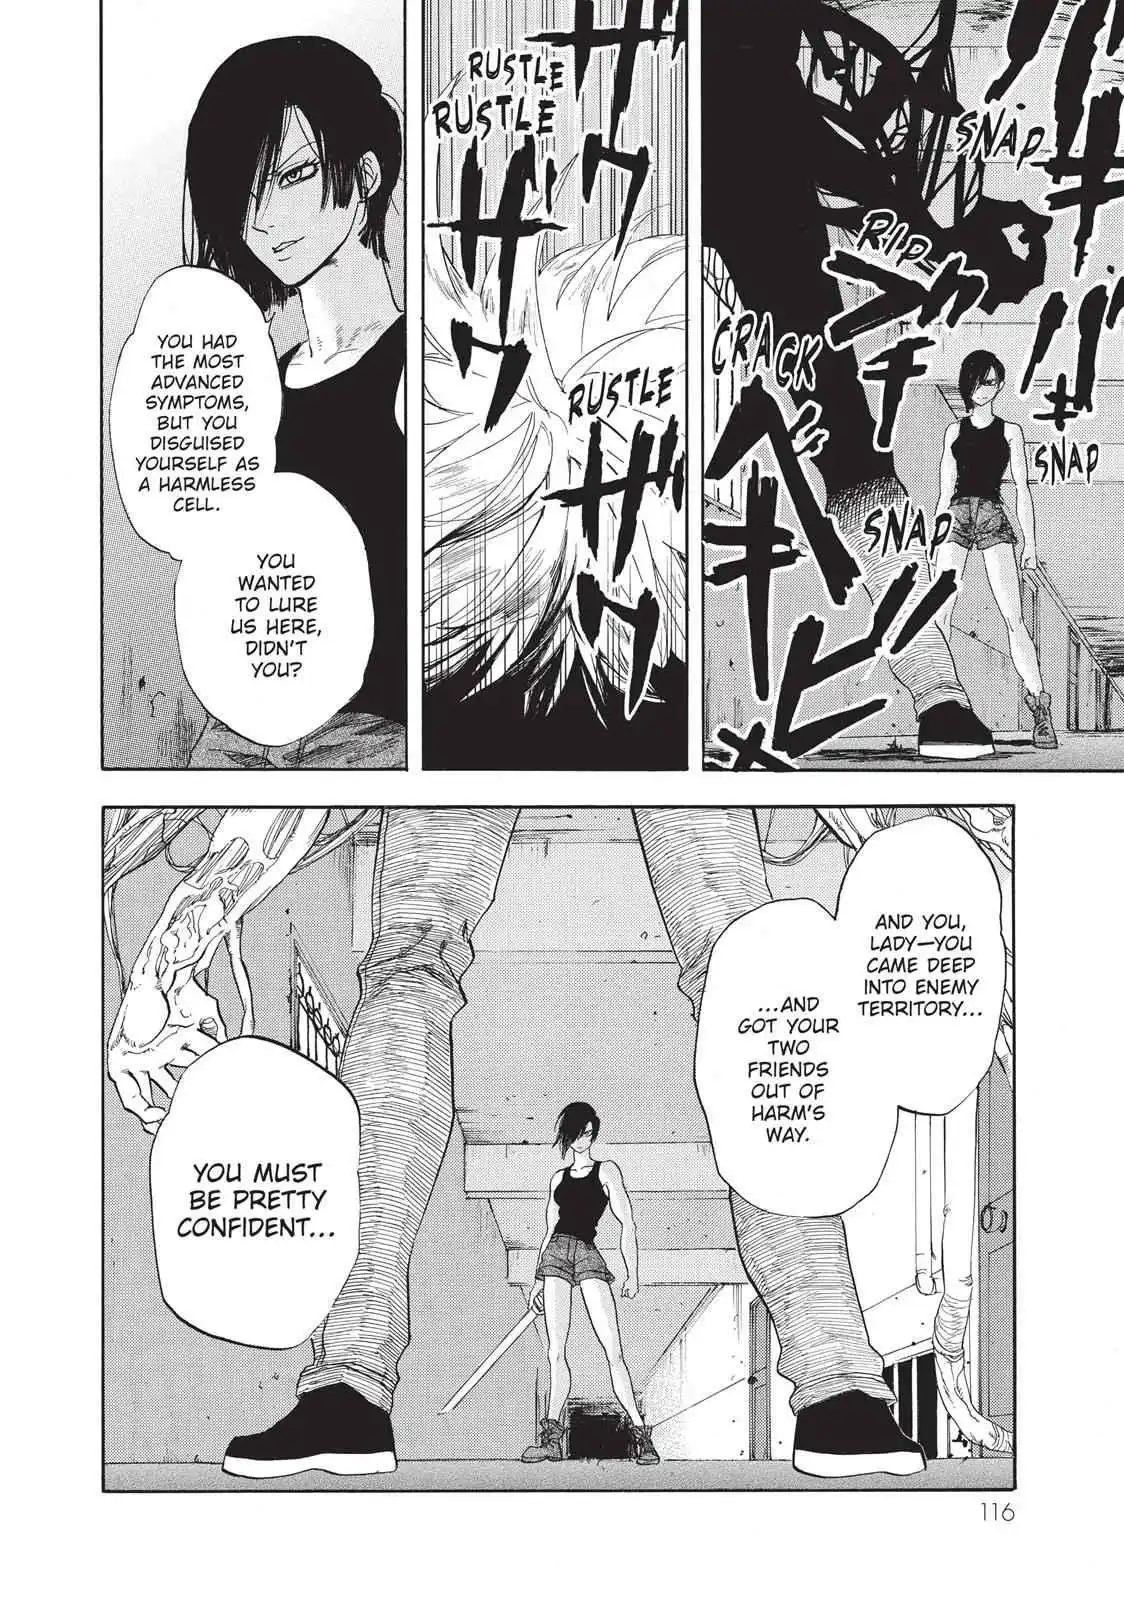 SNAP
RIP
CRACK
SNAP
SNAP
RUSTLE
RUSTLE
RUSTLE
ザワ
ザワ
ザワ
YOU HAD
THE MOST
ADVANCED
SYMPTOMS,
BUT YOU
DISGUISED
YOURSELF AS
A HARMLESS
CELL.
YOU
WANTED
TO LURE
US HERE,
DIDN'T
YOU?
AND YOU,
LADY—YOU
CAME DEEP
INTO ENEMY
TERRITORY...
...AND
GOT YOUR
TWO
FRIENDS
OUT OF
HARM'S
WAY.
YOU MUST
BE PRETTY
CONFIDENT...
116